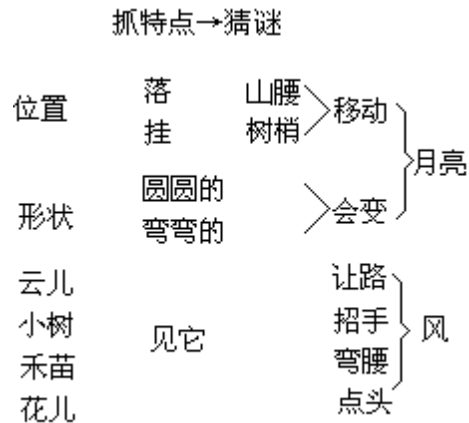 抓特点→猜谜
位置 落 山腰 移动
挂 树梢
月亮
形状 圆圆的 会变
弯弯的
云儿 让路
小树 见它 招手 风
禾苗 弯腰
花儿 点头